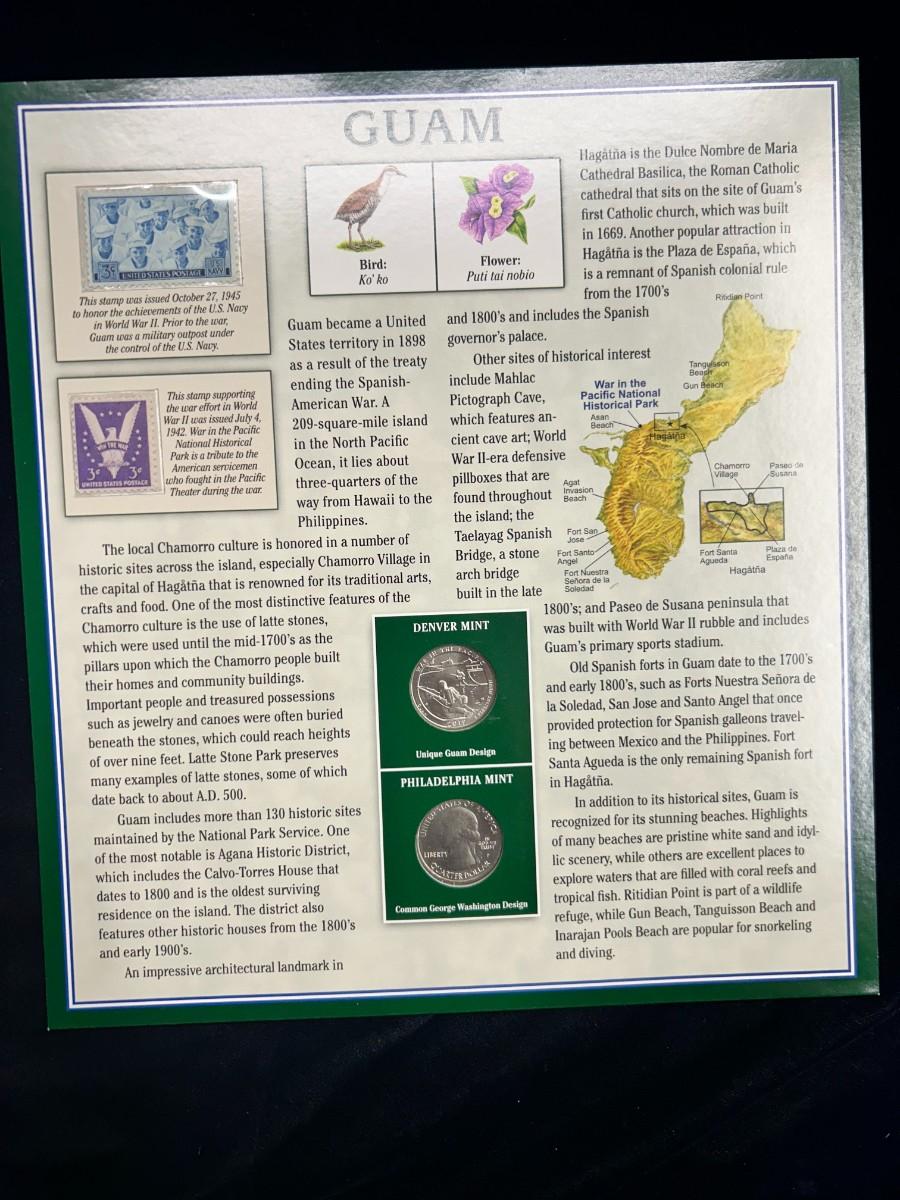 GUAM
3¢
UNITED STATES POSTAGE
U.S. NAVY
This stamp was issued October 27, 1945
to honor the achievements of the U.S. Navy
in World War II. Prior to the war,
Guam was a military outpost under
the control of the U.S. Navy.
WIN THE WAR
3¢ 3¢
UNITED STATES POSTAGE
This stamp supporting
the war effort in World
War II was issued July 4,
1942. War in the Pacific
National Historical
Park is a tribute to the
American servicemen
who fought in the Pacific
Theater during the war.
Bird:
Ko' ko
Flower:
Puti tai nobio
Guam became a United
States territory in 1898
as a result of the treaty
ending the Spanish-
American War. A
209-square-mile island
in the North Pacific
Ocean, it lies about
three-quarters of the
way from Hawaii to the
Philippines.
The local Chamorro culture is honored in a number of
historic sites across the island, especially Chamorro Village in
the capital of Hagåtña that is renowned for its traditional arts,
crafts and food. One of the most distinctive features of the
Chamorro culture is the use of latte stones,
which were used until the mid-1700's as the
pillars upon which the Chamorro people built
their homes and community buildings.
Important people and treasured possessions
such as jewelry and canoes were often buried
beneath the stones, which could reach heights
of over nine feet. Latte Stone Park preserves
many examples of latte stones, some of which
date back to about A.D. 500.
Guam includes more than 130 historic sites
maintained by the National Park Service. One
of the most notable is Agana Historic District,
which includes the Calvo-Torres House that
dates to 1800 and is the oldest surviving
residence on the island. The district also
features other historic houses from the 1800's
and early 1900's.
An impressive architectural landmark in
Hagåtña is the Dulce Nombre de Maria
Cathedral Basilica, the Roman Catholic
cathedral that sits on the site of Guam's
first Catholic church, which was built
in 1669. Another popular attraction in
Hagåtña is the Plaza de España, which
is a remnant of Spanish colonial rule
from the 1700's
and 1800's and includes the Spanish
governor's palace.
Other sites of historical interest
include Mahlac
Pictograph Cave,
which features an-
cient cave art; World
War II-era defensive
pillboxes that are
found throughout
the island; the
Taelayag Spanish
Bridge, a stone
arch bridge
built in the late
1800's; and Paseo de Susana peninsula that
was built with World War II rubble and includes
Guam's primary sports stadium.
Old Spanish forts in Guam date to the 1700's
and early 1800's, such as Forts Nuestra Señora de
la Soledad, San Jose and Santo Angel that once
provided protection for Spanish galleons travel-
ing between Mexico and the Philippines. Fort
Santa Agueda is the only remaining Spanish fort
in Hagåtña.
In addition to its historical sites, Guam is
recognized for its stunning beaches. Highlights
of many beaches are pristine white sand and idyl-
lic scenery, while others are excellent places to
explore waters that are filled with coral reefs and
tropical fish. Ritidian Point is part of a wildlife
refuge, while Gun Beach, Tanguisson Beach and
Inarajan Pools Beach are popular for snorkeling
and diving.
Ritidian Point
Tanguisson
Beach
Gun Beach
War in the
Pacific National
Historical Park
Asan
Beach
Hagåtña
Agat
Invasion
Beach
Fort San
Jose
Fort Santo
Angel
Fort Nuestra
Señora de la
Soledad
Chamorro
Village
Paseo de
Susana
Fort Santa
Agueda
Plaza de
España
Hagåtña
DENVER MINT
Unique Guam Design
PHILADELPHIA MINT
UNITED STATES OF AMERICA
LIBERTY
QUARTER DOLLAR
Common George Washington Design